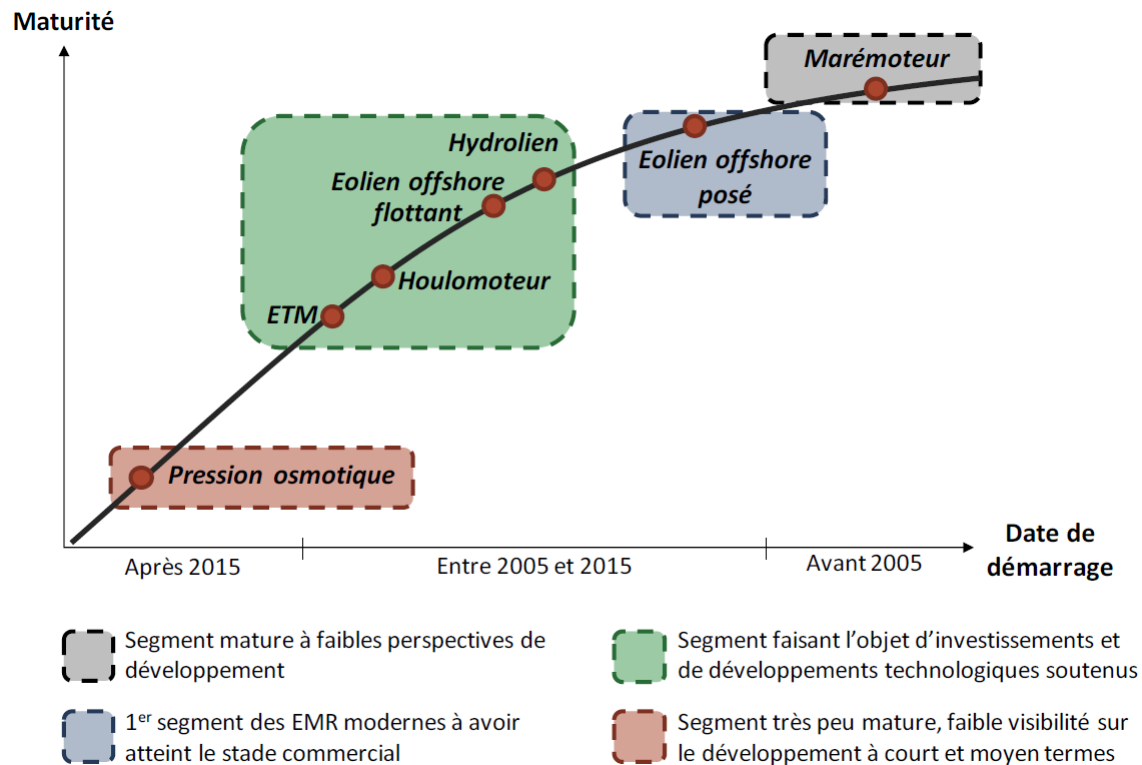 Maturité
Marémoteur
Hydrolien
Eolien offshore
flottant
Eolien offshore
posé
Houlomoteur
ETM
Pression osmotique
Après 2015
Entre 2005 et 2015
Avant 2005
Date de
démarrage
Segment mature à faibles perspectives de
développement
Segment faisant l’objet d’investissements et
de développements technologiques soutenus
1er segment des EMR modernes à avoir
atteint le stade commercial
Segment très peu mature, faible visibilité sur
le développement à court et moyen termes